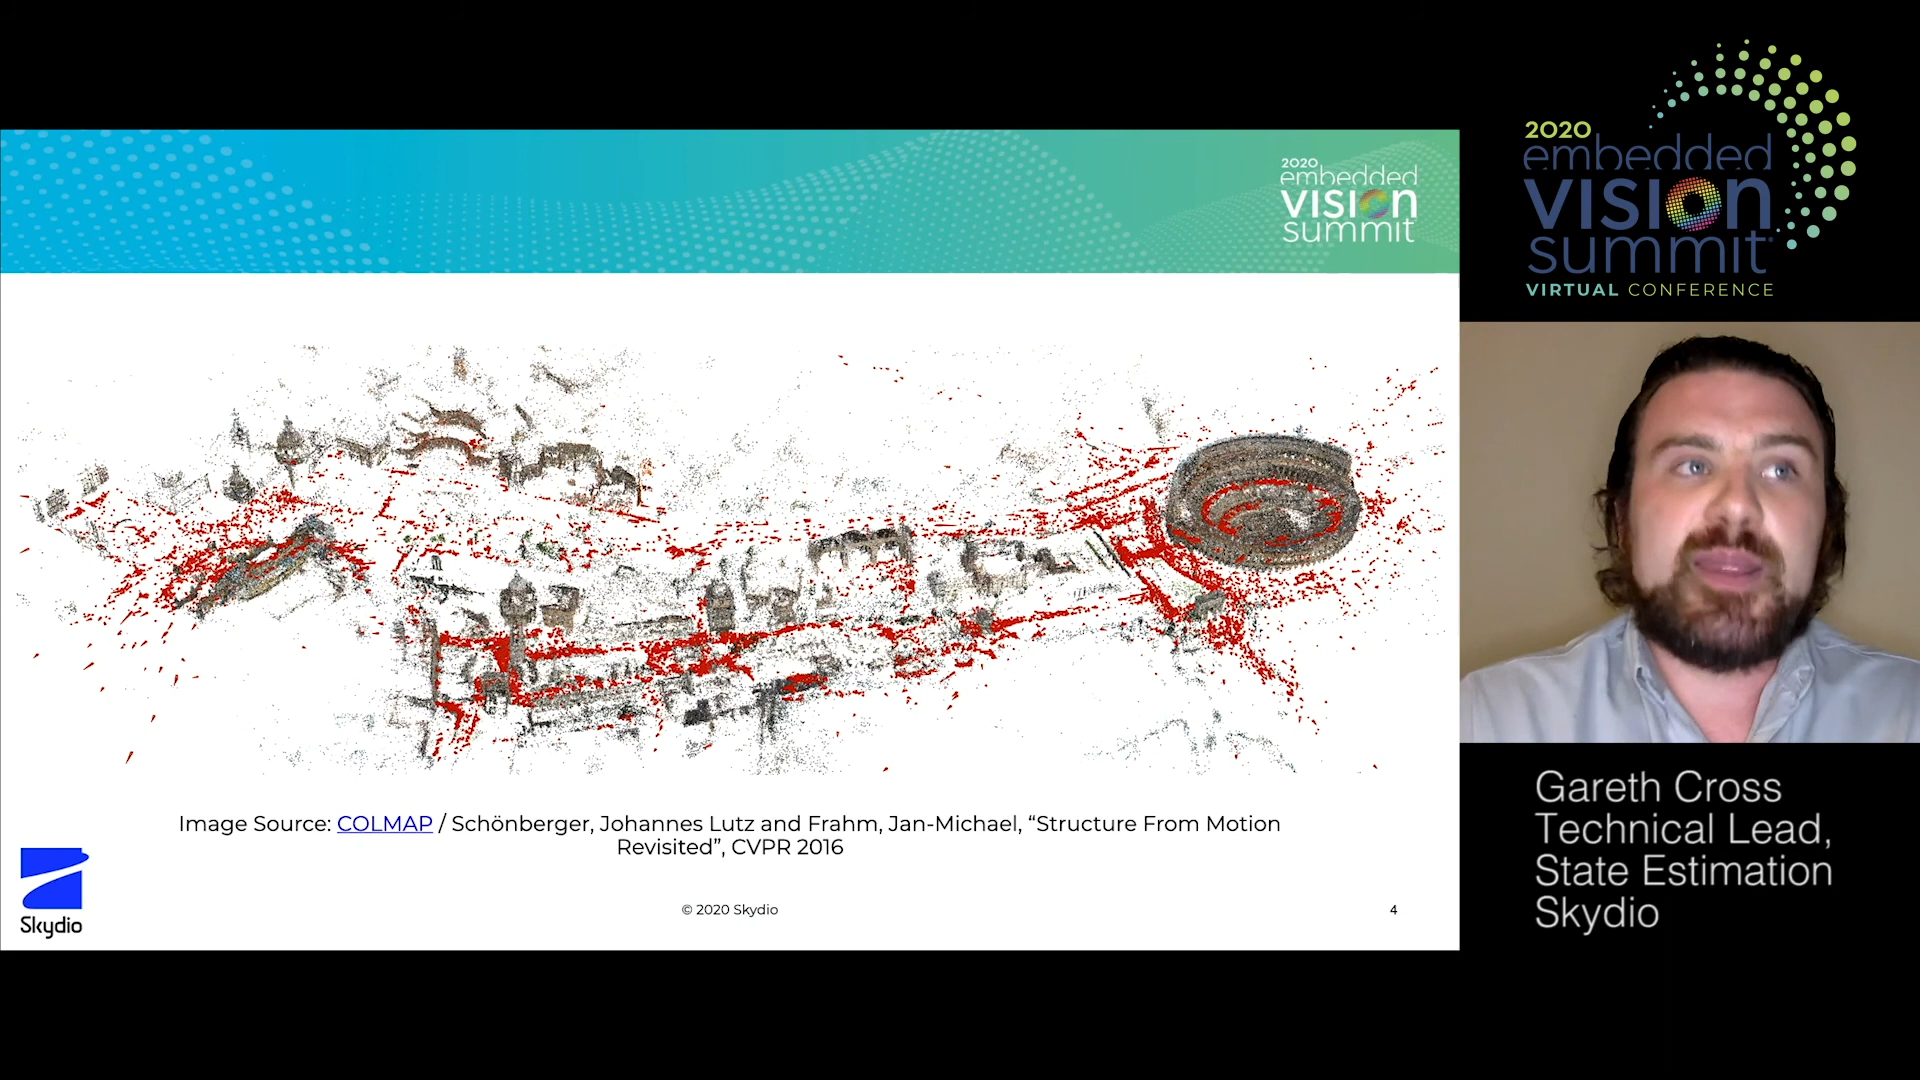 2020
embedded
VISION
summit
2020
embedded
VISION
summit
VIRTUAL CONFERENCE
Image Source: COLMAP / Schönberger, Johannes Lutz and Frahm, Jan-Michael, “Structure From Motion
Revisited”, CVPR 2016
Skydio
© 2020 Skydio
4
Gareth Cross
Technical Lead,
State Estimation
Skydio